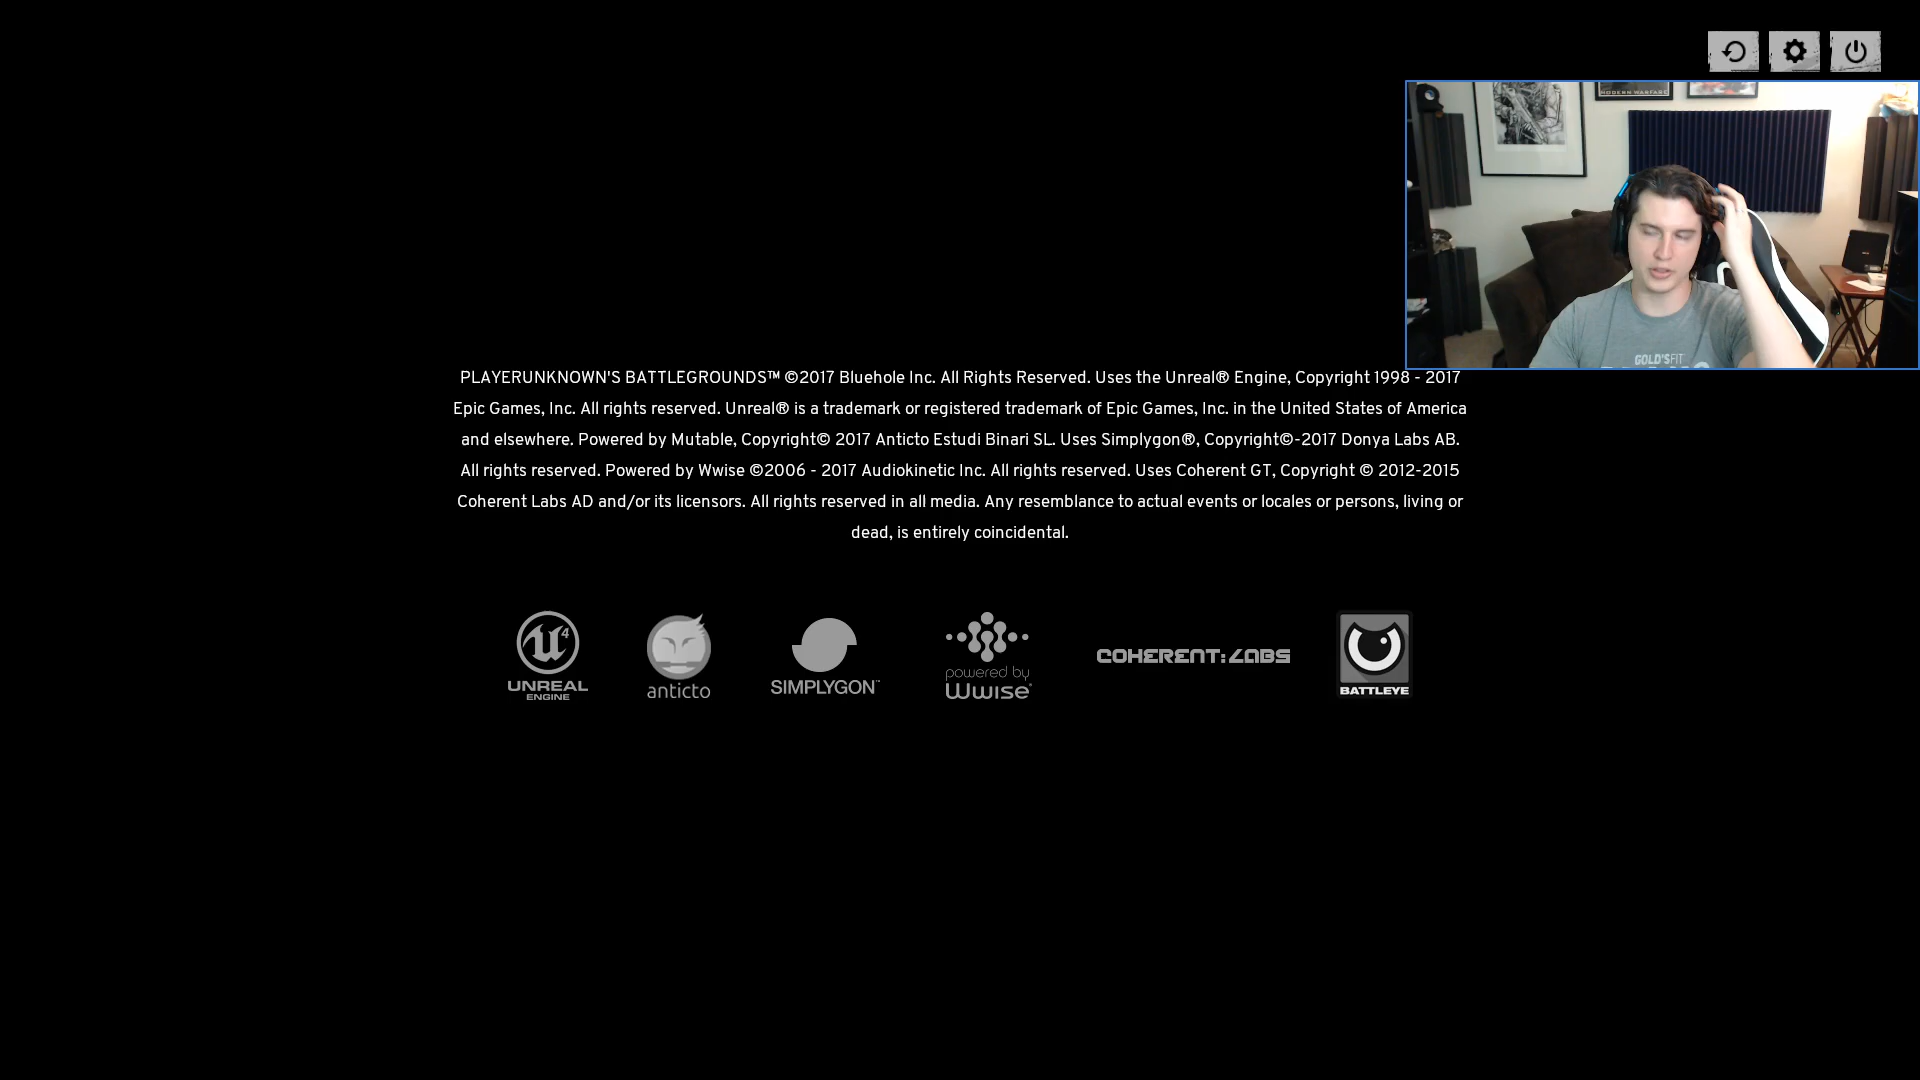 MODERN WARFARE
GOLD'S FIT
PLAYERUNKNOWN'S BATTLEGROUNDS™ ©2017 Bluehole Inc. All Rights Reserved. Uses the Unreal® Engine, Copyright 1998 - 2017
Epic Games, Inc. All rights reserved. Unreal® is a trademark or registered trademark of Epic Games, Inc. in the United States of America
and elsewhere. Powered by Mutable, Copyright© 2017 Anticto Estudi Binari SL. Uses Simplygon®, Copyright©-2017 Donya Labs AB.
All rights reserved. Powered by Wwise ©2006 - 2017 Audiokinetic Inc. All rights reserved. Uses Coherent GT, Copyright © 2012-2015
Coherent Labs AD and/or its licensors. All rights reserved in all media. Any resemblance to actual events or locales or persons, living or
dead, is entirely coincidental.
UNREAL
ENGINE
anticto
SIMPLYGON™
powered by
Wwise®
COHERENT:LABS
BATTLEYE